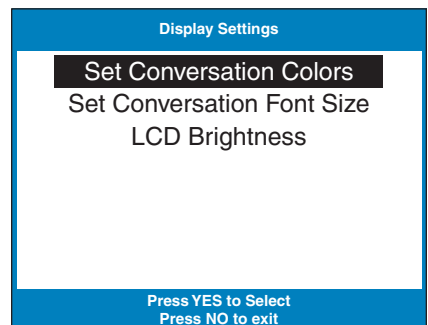 Display Settings
Set Conversation Colors
Set Conversation Font Size
LCD Brightness
Press YES to Select
Press NO to exit